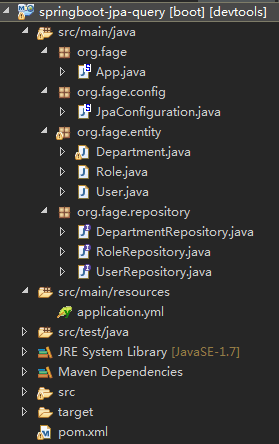 springboot-jpa-query [boot] [devtools]
src/main/java
org.fage
App.java
org.fage.config
JpaConfiguration.java
org.fage.entity
Department.java
Role.java
User.java
org.fage.repository
DepartmentRepository.java
RoleRepository.java
UserRepository.java
src/main/resources
application.yml
src/test/java
JRE System Library [JavaSE-1.7]
Maven Dependencies
src
target
pom.xml